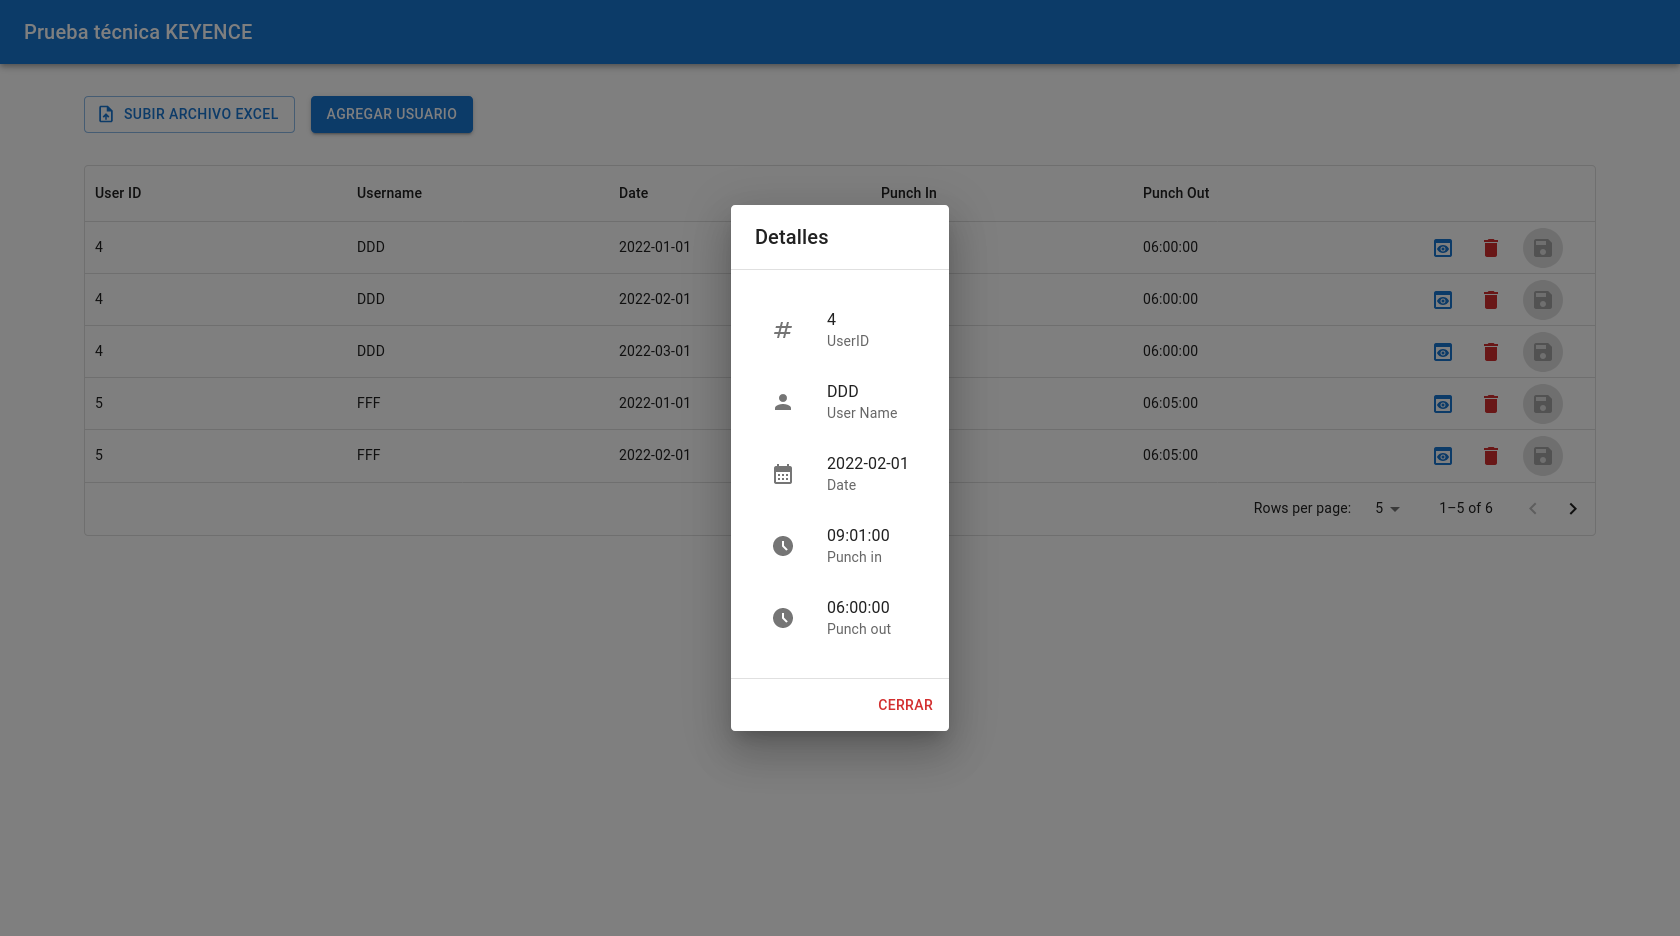 Prueba técnica KEYENCE
SUBIR ARCHIVO EXCEL AGREGAR USUARIO
User ID Username Date Punch In Punch Out
4 DDD 2022-01-01 06:00:00
4 DDD 2022-02-01 06:00:00
4 DDD 2022-03-01 06:00:00
5 FFF 2022-01-01 06:05:00
5 FFF 2022-02-01 06:05:00
Rows per page: 5 1–5 of 6
Detalles
#
4
UserID
DDD
User Name
2022-02-01
Date
09:01:00
Punch in
06:00:00
Punch out
CERRAR